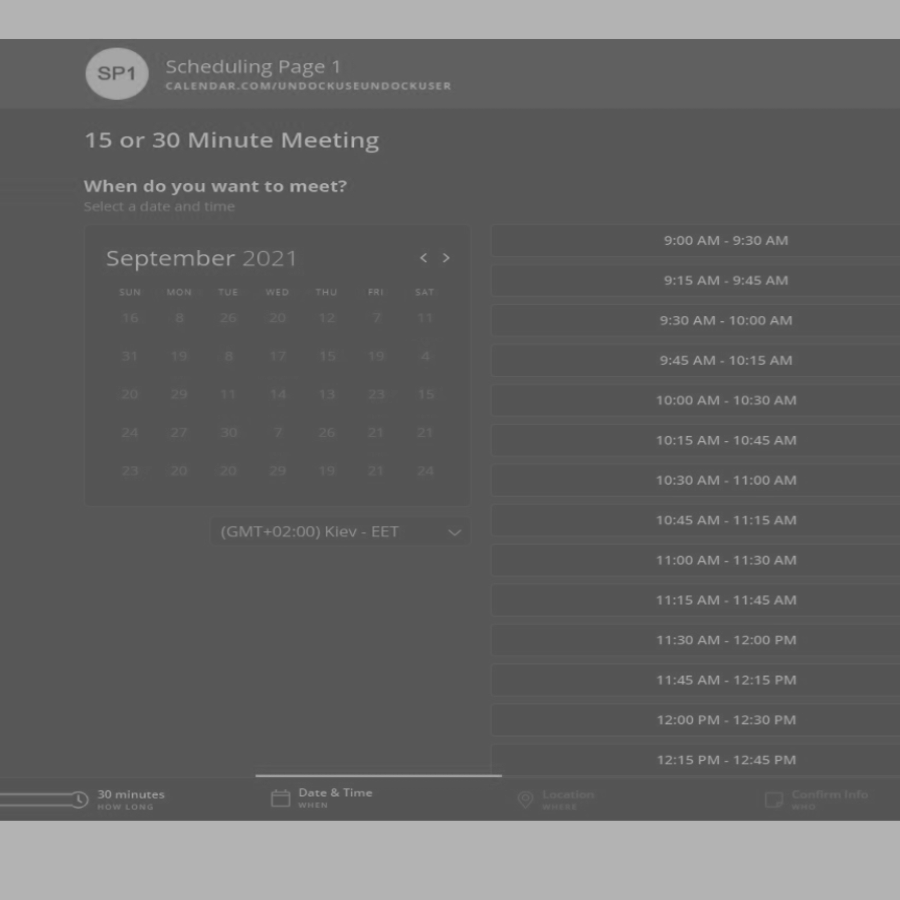 SP1
Scheduling Page 1
CALENDAR.COM/UNDOCKUSEUNDOCKUSER
15 or 30 Minute Meeting
When do you want to meet?
Select a date and time
September 2021
SUN MON TUE WED THU FRI SAT
16 8 26 20 12 7 11
31 19 8 17 15 19 4
20 29 11 14 13 23 15
24 27 30 7 26 21 21
23 20 20 29 19 21 24
(GMT+02:00) Kiev - EET
9:00 AM - 9:30 AM
9:15 AM - 9:45 AM
9:30 AM - 10:00 AM
9:45 AM - 10:15 AM
10:00 AM - 10:30 AM
10:15 AM - 10:45 AM
10:30 AM - 11:00 AM
10:45 AM - 11:15 AM
11:00 AM - 11:30 AM
11:15 AM - 11:45 AM
11:30 AM - 12:00 PM
11:45 AM - 12:15 PM
12:00 PM - 12:30 PM
12:15 PM - 12:45 PM
30 minutes
HOW LONG
Date & Time
WHEN
Location
WHERE
Confirm Info
WHO